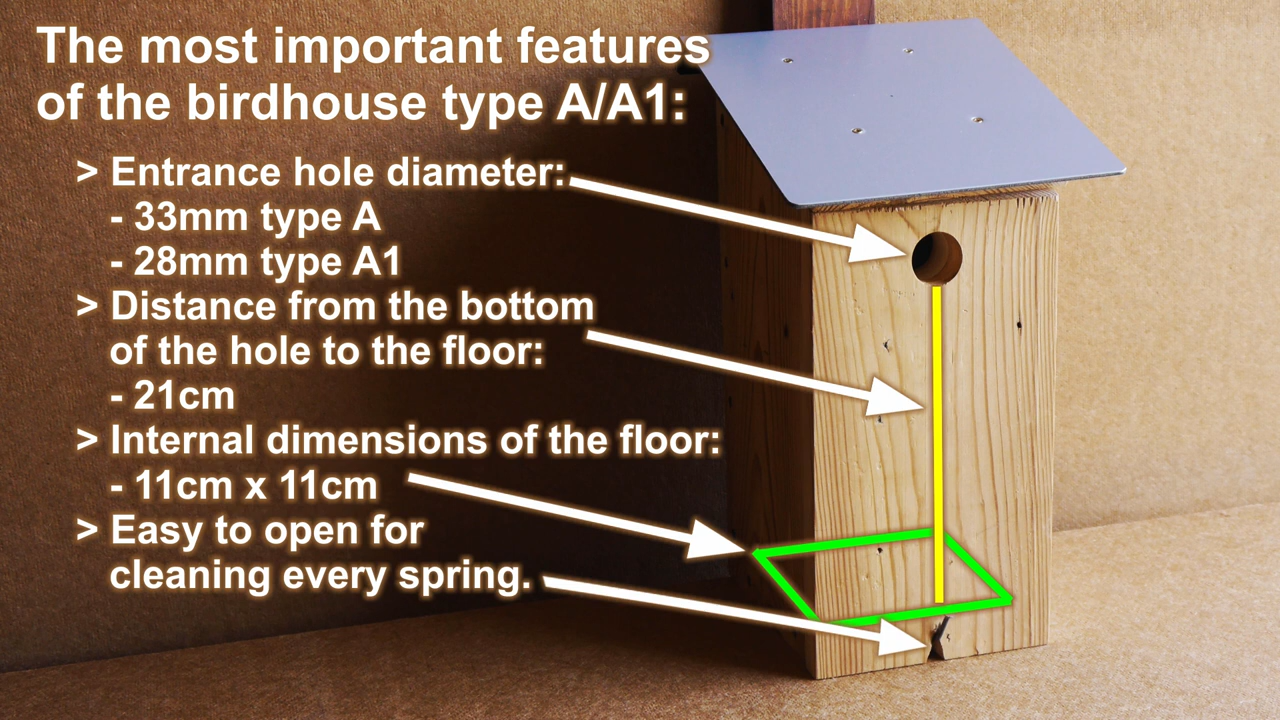 The most important features
of the birdhouse type A/A1:
> Entrance hole diameter:
- 33mm type A
- 28mm type A1
> Distance from the bottom
of the hole to the floor:
- 21cm
> Internal dimensions of the floor:
- 11cm x 11cm
> Easy to open for
cleaning every spring.